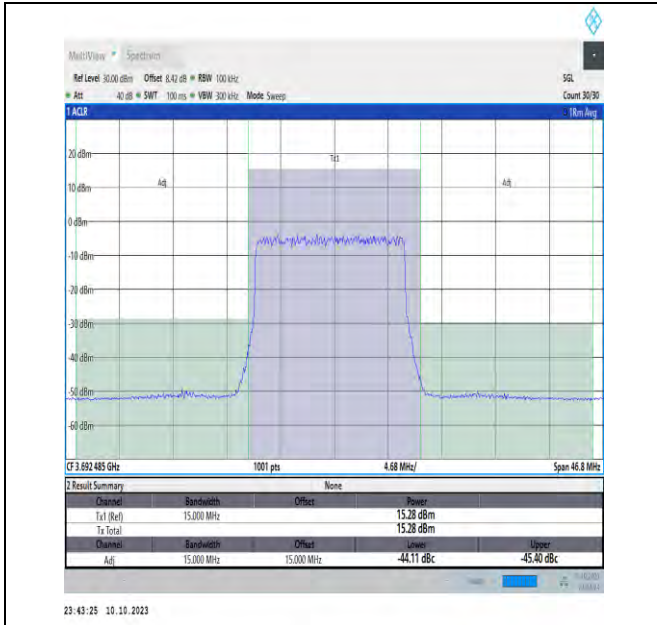 MultiView Spectrum
Ref Level 30.00 dBm Offset 8.42 dB RBW 100 kHz SGL
Att 40 dB SWT 100 ms VBW 300 kHz Mode Sweep Count 30/30
1 ACLR 1Rm Avg
20 dBm
Tx1
Adj Adj
10 dBm
0 dBm
-10 dBm
-20 dBm
-30 dBm
-40 dBm
-50 dBm
-60 dBm
CF 3.692 485 GHz 1001 pts 4.68 MHz/ Span 46.8 MHz
2 Result Summary None
Channel Bandwidth Offset Power
Tx1 (Ref) 15.000 MHz 15.28 dBm
Tx Total 15.28 dBm
Channel Bandwidth Offset Lower Upper
Adj 15.000 MHz 15.000 MHz -44.11 dBc -45.40 dBc
23:43:25 10.10.2023